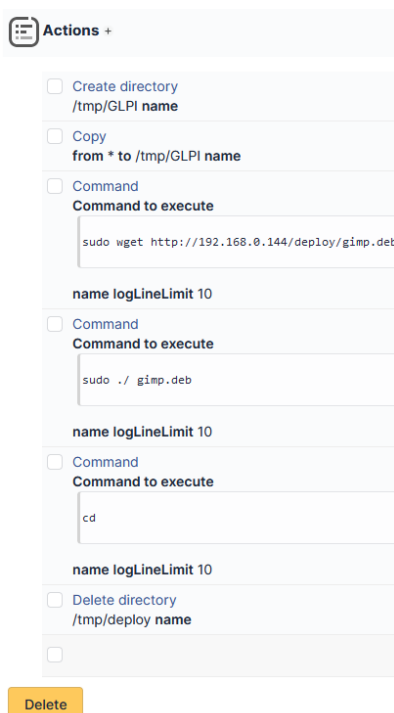 Actions +
Create directory
/tmp/GLPI name
Copy
from * to /tmp/GLPI name
Command
Command to execute
sudo wget http://192.168.0.144/deploy/gimp.deb
name logLineLimit 10
Command
Command to execute
sudo ./ gimp.deb
name logLineLimit 10
Command
Command to execute
cd
name logLineLimit 10
Delete directory
/tmp/deploy name
Delete